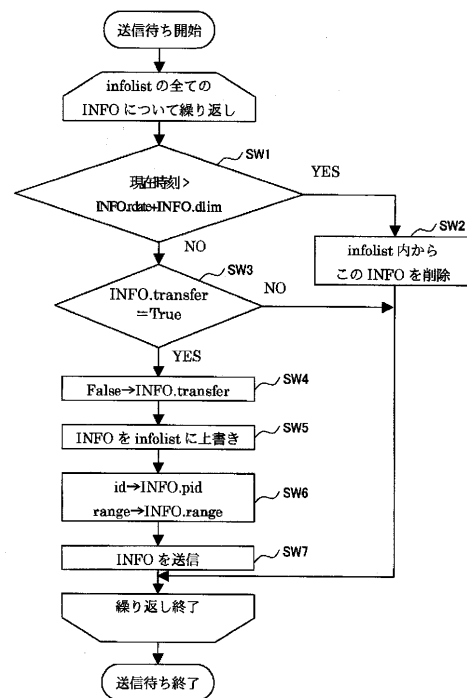 送信待ち開始
infolist の全ての
INFO について繰り返し
SW1
現在時刻 >
INFO.rdate+INFO.dlim
YES
NO
SW2
infolist 内から
この INFO を削除
SW3
INFO.transfer
=True
NO
YES
False→INFO.transfer
SW4
INFO を infolist に上書き
SW5
id→INFO.pid
range→INFO.range
SW6
INFO を送信
SW7
繰り返し終了
送信待ち終了